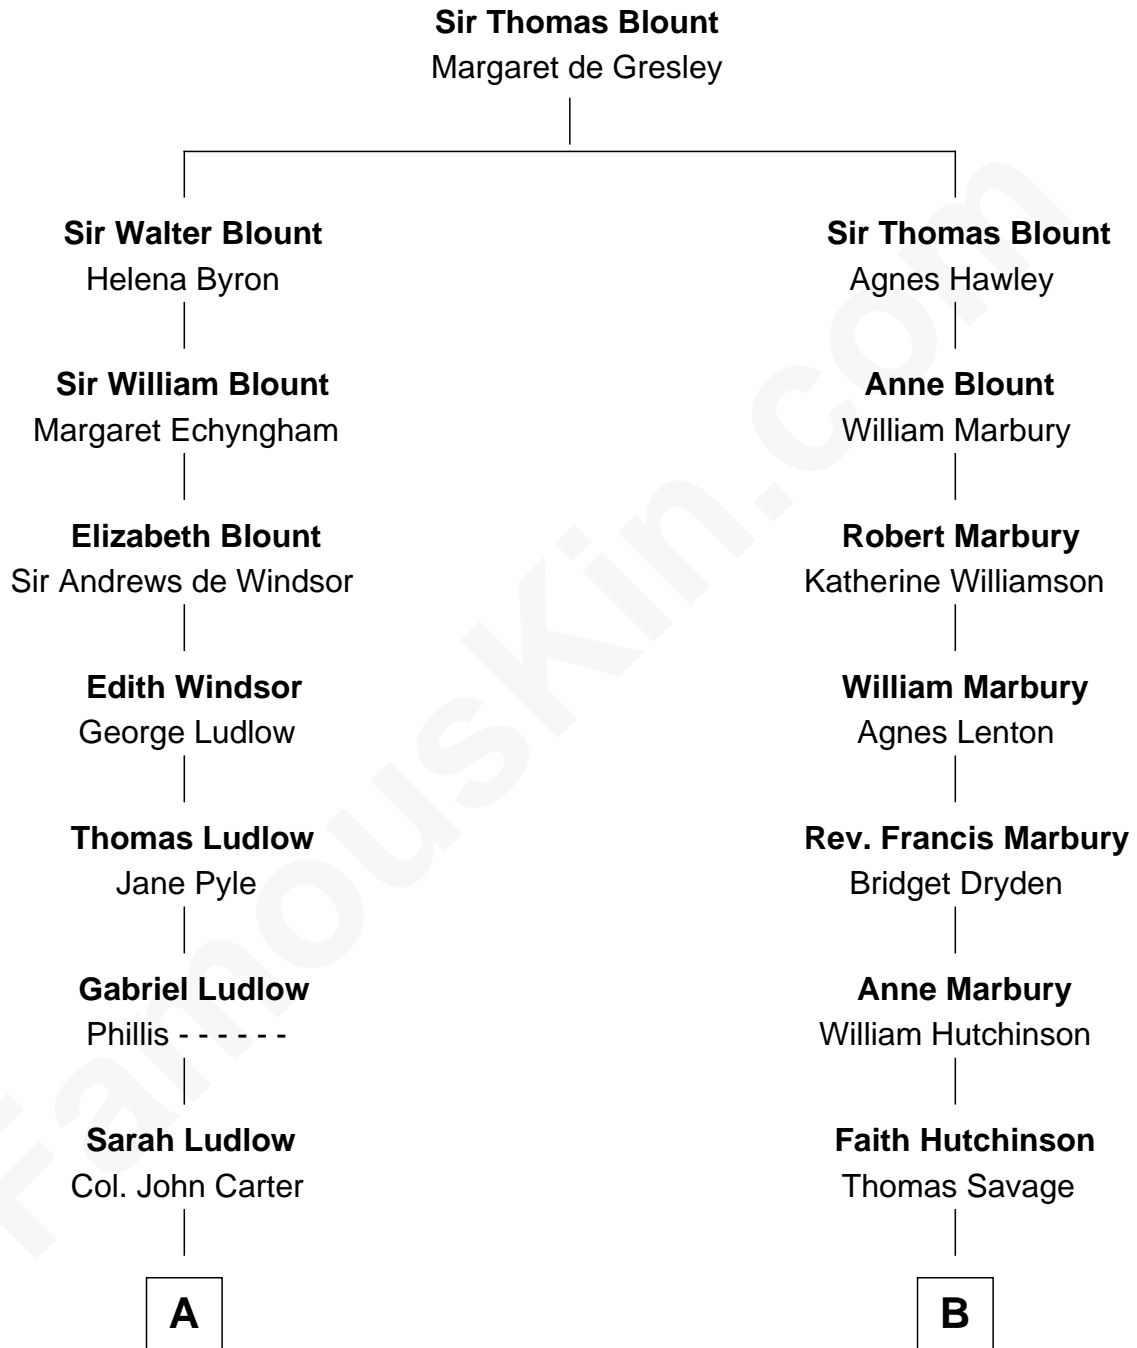 Sir Thomas Blount
Margaret de Gresley
Sir Walter Blount
Helena Byron
Sir William Blount
Margaret Echyngham
Elizabeth Blount
Sir Andrews de Windsor
Edith Windsor
George Ludlow
Thomas Ludlow
Jane Pyle
Gabriel Ludlow
Phillis - - - - - -
Sarah Ludlow
Col. John Carter
A
Sir Thomas Blount
Agnes Hawley
Anne Blount
William Marbury
Robert Marbury
Katherine Williamson
William Marbury
Agnes Lenton
Rev. Francis Marbury
Bridget Dryden
Anne Marbury
William Hutchinson
Faith Hutchinson
Thomas Savage
B
FamousKin.com